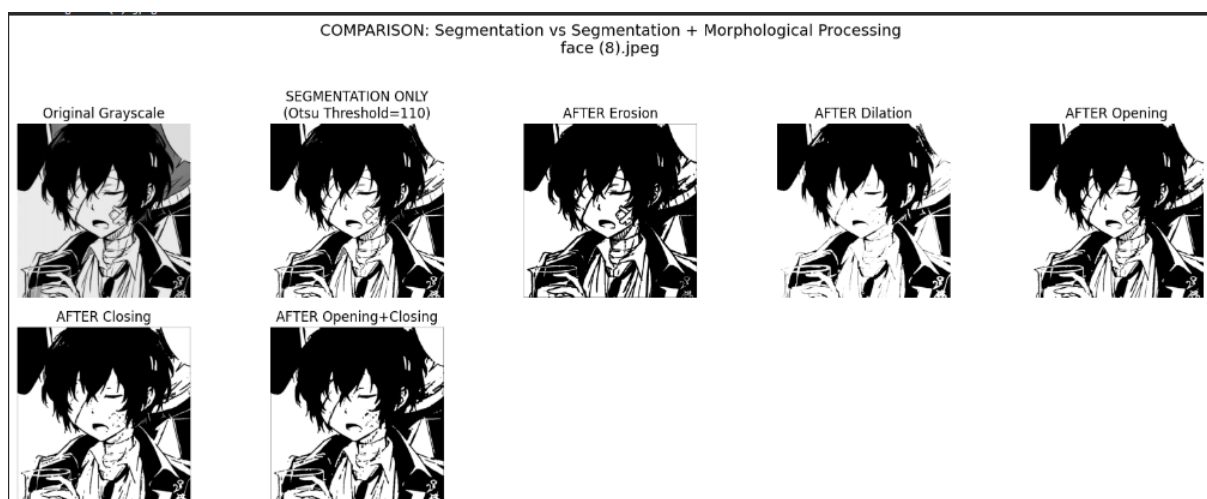 COMPARISON: Segmentation vs Segmentation + Morphological Processing
face (8).jpeg
Original Grayscale
SEGMENTATION ONLY
(Otsu Threshold=110)
AFTER Erosion
AFTER Dilation
AFTER Opening
AFTER Closing
AFTER Opening+Closing